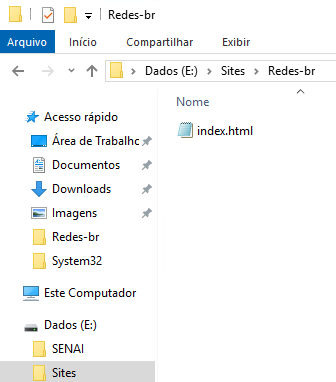 Redes-br
Arquivo Início Compartilhar Exibir
Dados (E:) Sites Redes-br
Nome
index.html
Acesso rápido
Área de Trabalho
Documentos
Downloads
Imagens
Redes-br
System32
Este Computador
Dados (E:)
SENAI
Sites